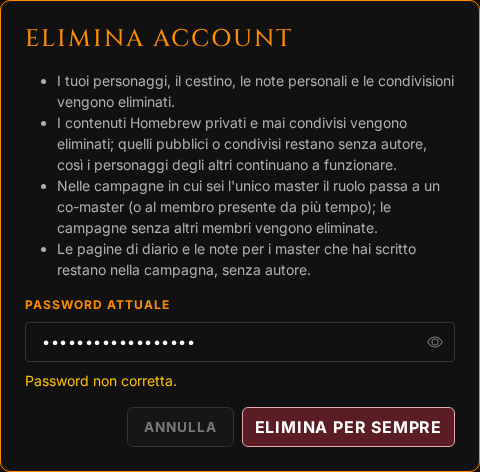 ELIMINA ACCOUNT
• I tuoi personaggi, il cestino, le note personali e le condivisioni
vengono eliminati.
• I contenuti Homebrew privati e mai condivisi vengono
eliminati; quelli pubblici o condivisi restano senza autore,
così i personaggi degli altri continuano a funzionare.
• Nelle campagne in cui sei l'unico master il ruolo passa a un
co-master (o al membro presente da più tempo); le
campagne senza altri membri vengono eliminate.
• Le pagine di diario e le note per i master che hai scritto
restano nella campagna, senza autore.
PASSWORD ATTUALE
••••••••••••••••••
Password non corretta.
ANNULLA
ELIMINA PER SEMPRE